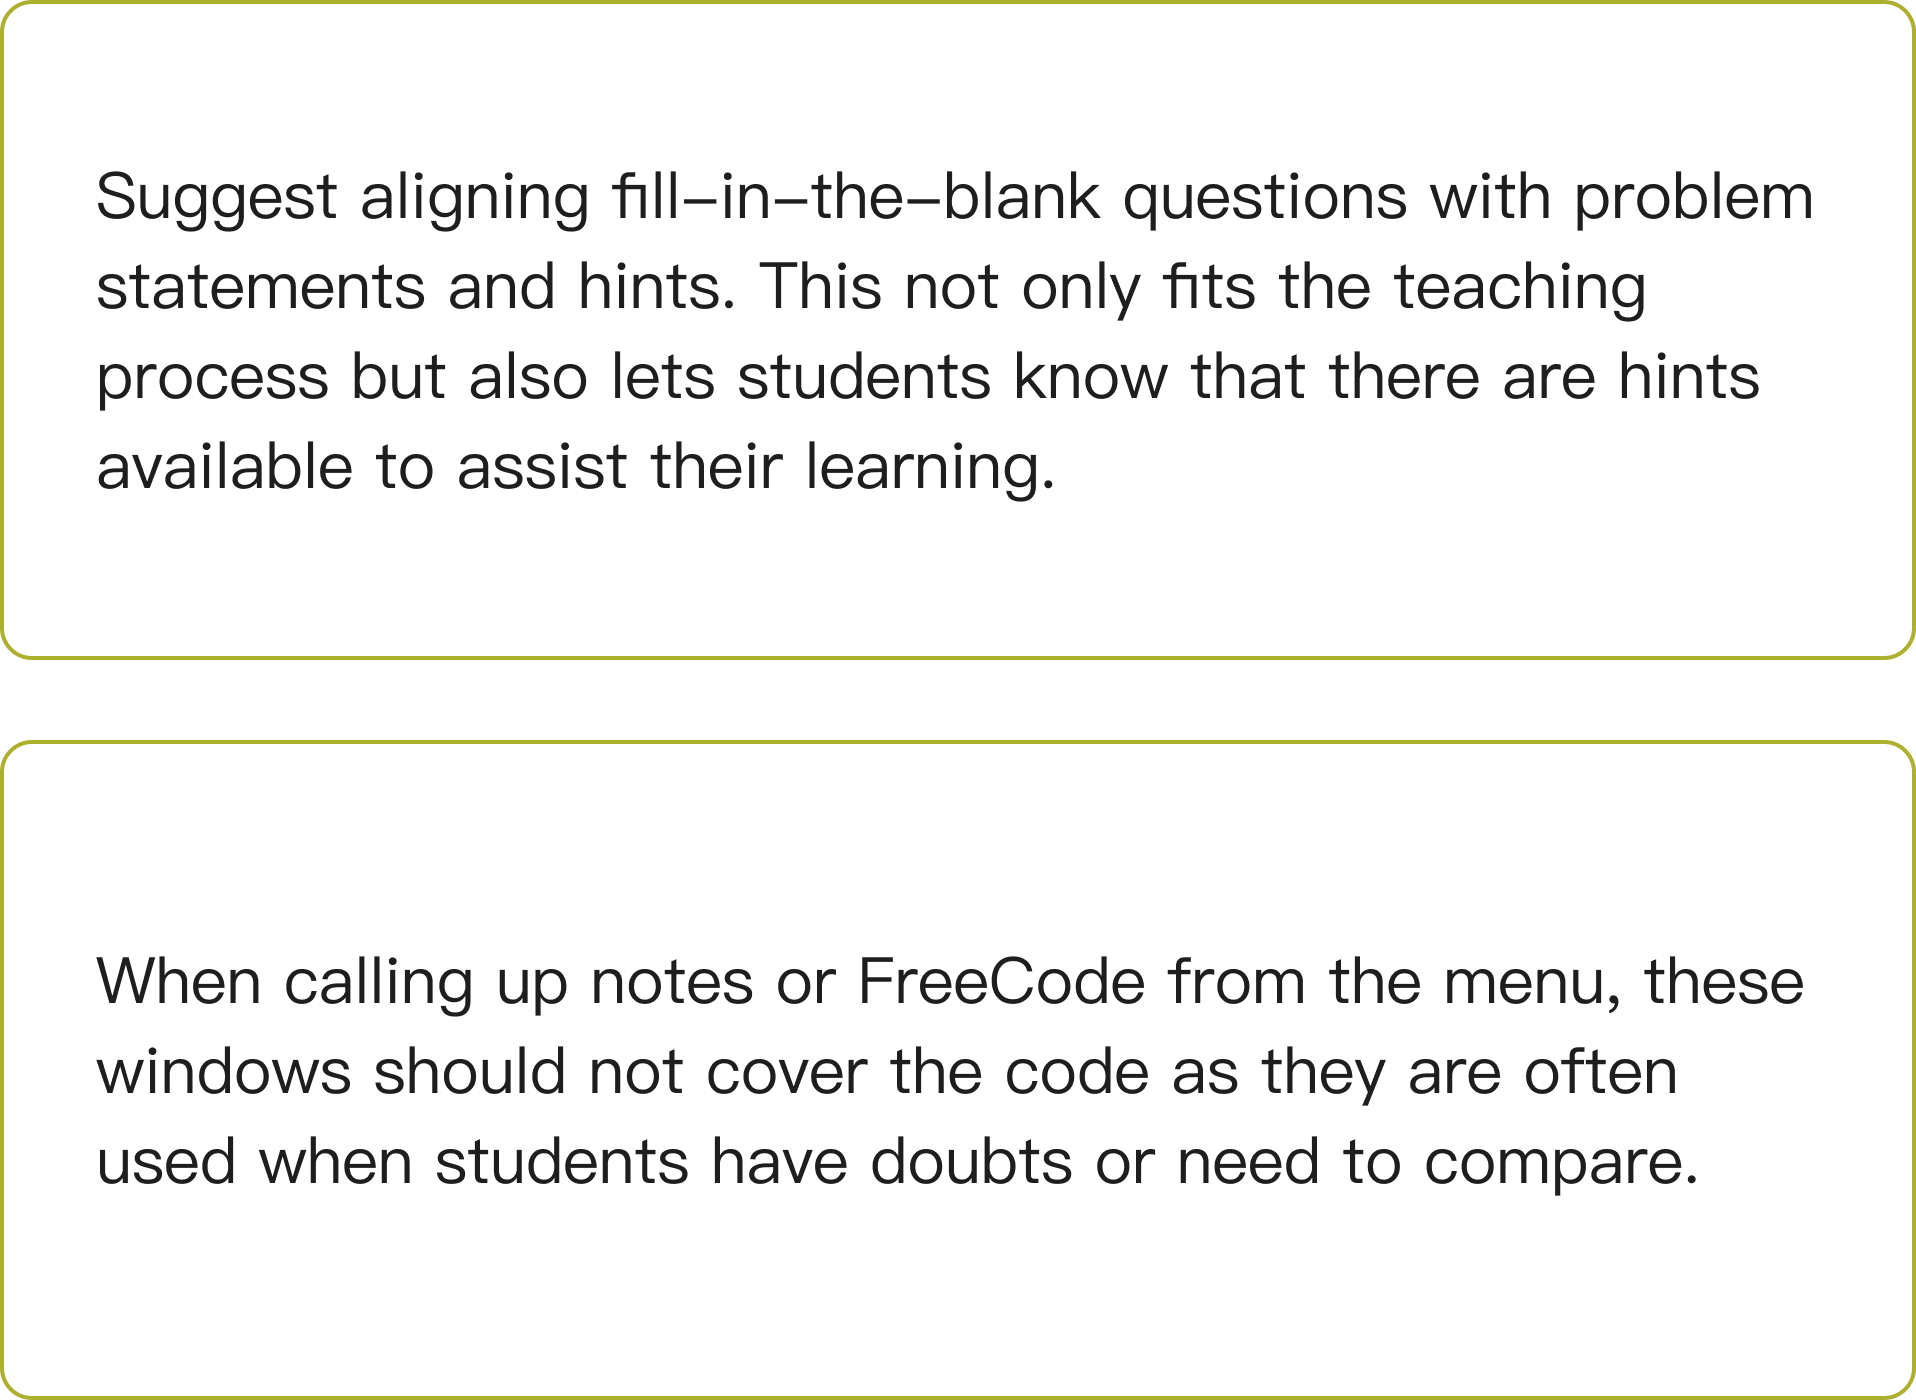 Suggest aligning fill-in-the-blank questions with problem
statements and hints. This not only fits the teaching
process but also lets students know that there are hints
available to assist their learning.
When calling up notes or FreeCode from the menu, these
windows should not cover the code as they are often
used when students have doubts or need to compare.